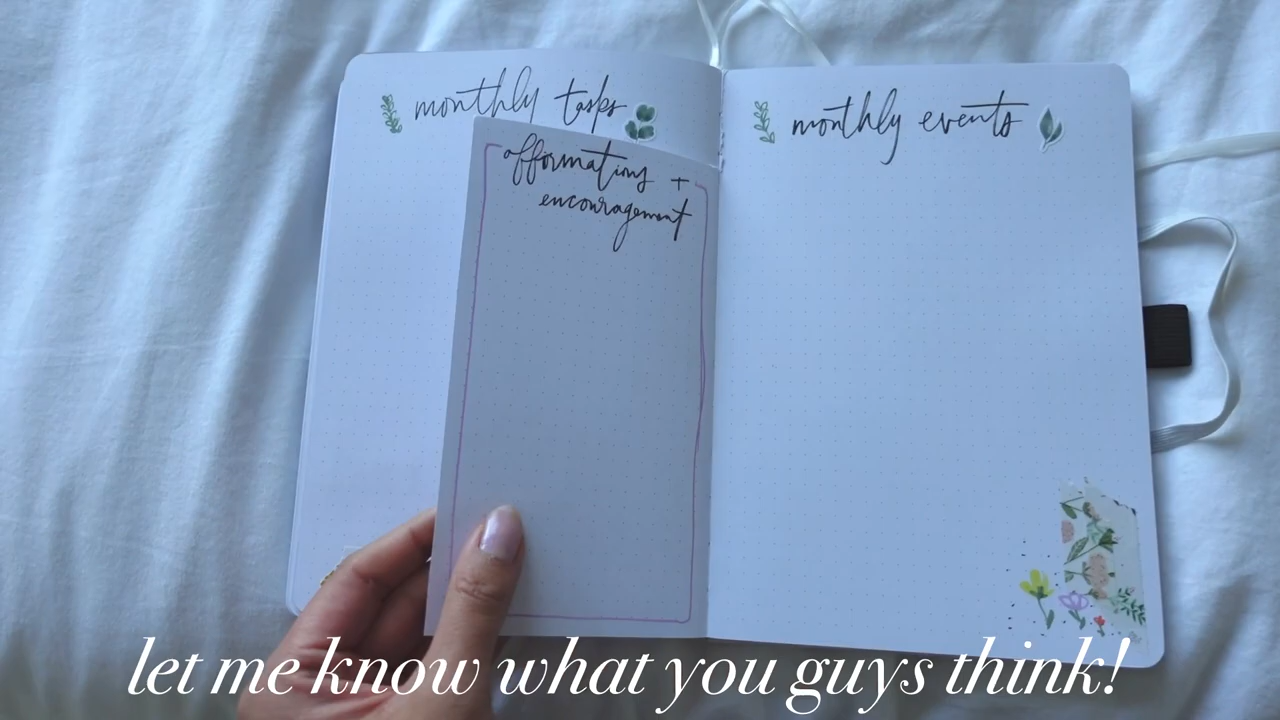 monthly tasks
affirmations +
encouragement
monthly events
let me know what you guys think!